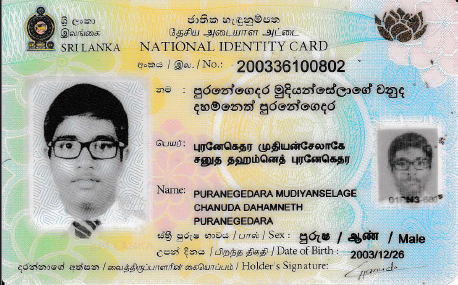 ශ්‍රී ලංකා
இலங்கை
SRI LANKA
ජාතික හැඳුනුම්පත
தேசிய அடையாள அட்டை
NATIONAL IDENTITY CARD
අංකය / இல. / No.: 200336100802
නම : පුරනේගෙදර මුදියන්සේලාගේ චනුද
දහම්නෙත් පුරනේගෙදර
பெயர்: புரனேகெதர முதியன்சேலாகே
சனுத தஹம்னெத் புரனேகெதர
Name: PURANEGEDARA MUDIYANSELAGE
CHANUDA DAHAMNETH
PURANEGEDARA
ස්ත්‍රී පුරුෂ භාවය / பால் / Sex : පුරුෂ / ஆண் / Male
උපන් දිනය / பிறந்த திகதி / Date of Birth : 2003/12/26
දරන්නාගේ අත්සන / வைத்திருப்பாளரின் கையொப்பம் / Holder's Signature: